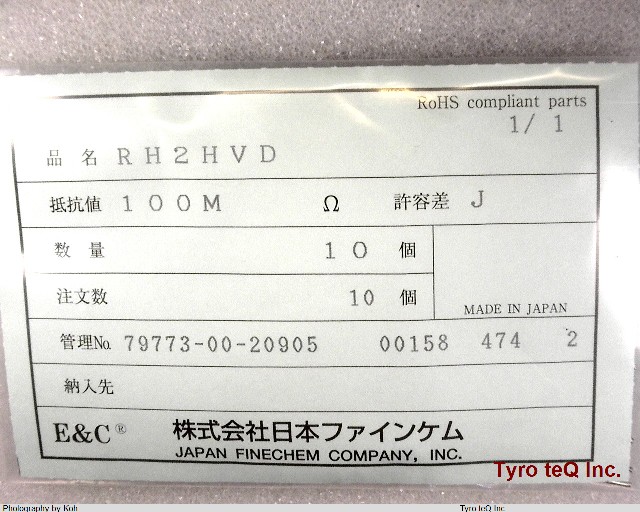 RoHS compliant parts
1/ 1
品 名 RH2HVD
抵抗値 100M Ω 許容差 J
数 量 10 個
注文数 10 個
MADE IN JAPAN
管理No. 79773-00-20905 00158 474 2
納入先
E&C® 株式会社日本ファインケム
JAPAN FINECHEM COMPANY, INC.
Tyro teQ Inc.
Photography by Koh Tyro teQ Inc